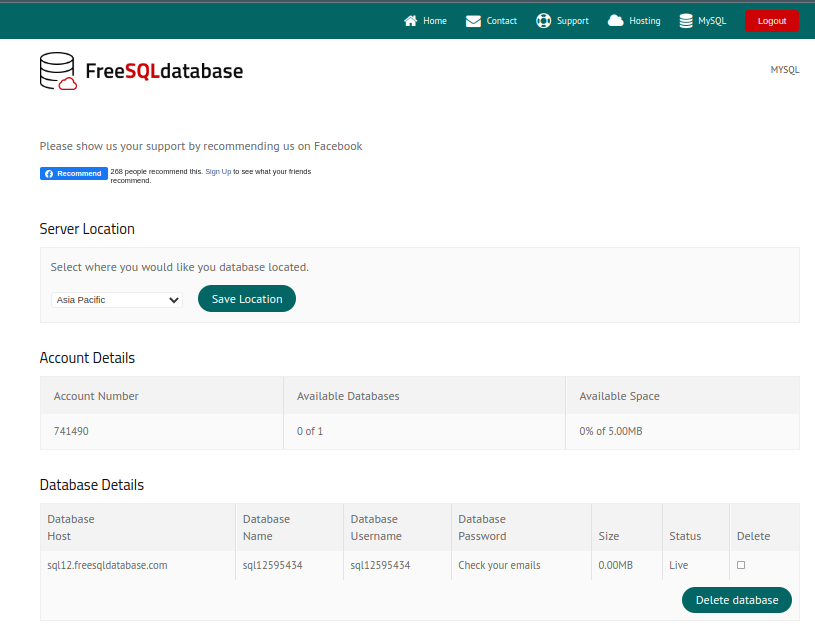 Home Contact Support Hosting MySQL Logout
FreeSQLdatabase
MYSQL
Please show us your support by recommending us on Facebook
Recommend
268 people recommend this. Sign Up to see what your friends
recommend.
Server Location
Select where you would like you database located.
Asia Pacific
Save Location
Account Details
Account Number Available Databases Available Space
741490 0 of 1 0% of 5.00MB
Database Details
Database Host Database Name Database Username Database Password Size Status Delete
sql12.freesqldatabase.com sql12595434 sql12595434 Check your emails 0.00MB Live
Delete database